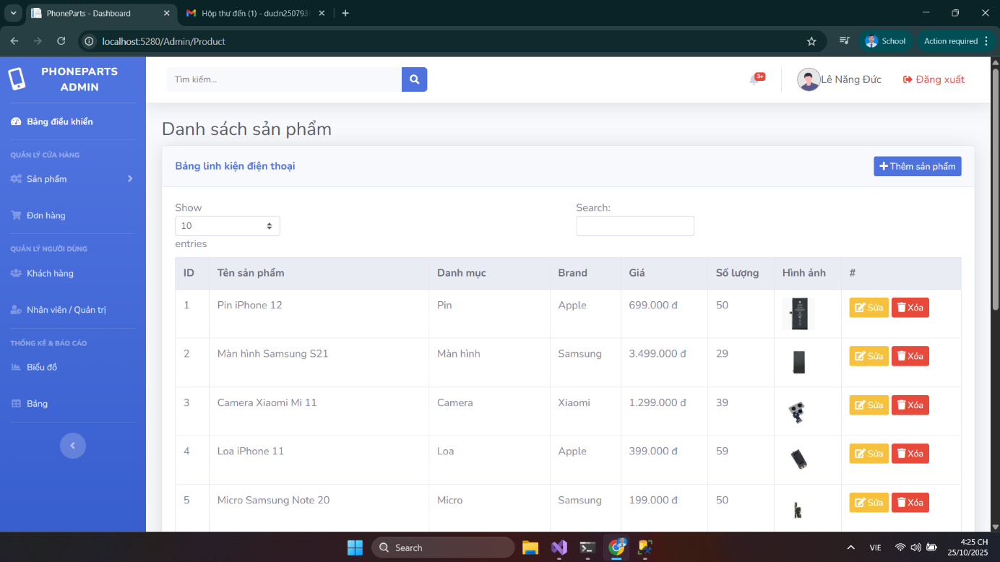 PhoneParts - Dashboard
Hộp thư đến (1) - ducln250793
localhost:5280/Admin/Product
School
Action required
PHONEPARTS
ADMIN
Bảng điều khiển
QUẢN LÝ CỬA HÀNG
Sản phẩm
Đơn hàng
QUẢN LÝ NGƯỜI DÙNG
Khách hàng
Nhân viên / Quản trị
THỐNG KÊ & BÁO CÁO
Biểu đồ
Bảng
Tìm kiếm...
3+
Lê Năng Đức
Đăng xuất
Danh sách sản phẩm
Bảng linh kiện điện thoại
Thêm sản phẩm
Show
10
entries
Search:
ID Tên sản phẩm Danh mục Brand Giá Số lượng Hình ảnh #
1 Pin iPhone 12 Pin Apple 699.000 đ 50 Sửa Xóa
2 Màn hình Samsung S21 Màn hình Samsung 3.499.000 đ 29 Sửa Xóa
3 Camera Xiaomi Mi 11 Camera Xiaomi 1.299.000 đ 39 Sửa Xóa
4 Loa iPhone 11 Loa Apple 399.000 đ 59 Sửa Xóa
5 Micro Samsung Note 20 Micro Samsung 199.000 đ 50 Sửa Xóa
Search
VIE
4:25 CH
25/10/2025